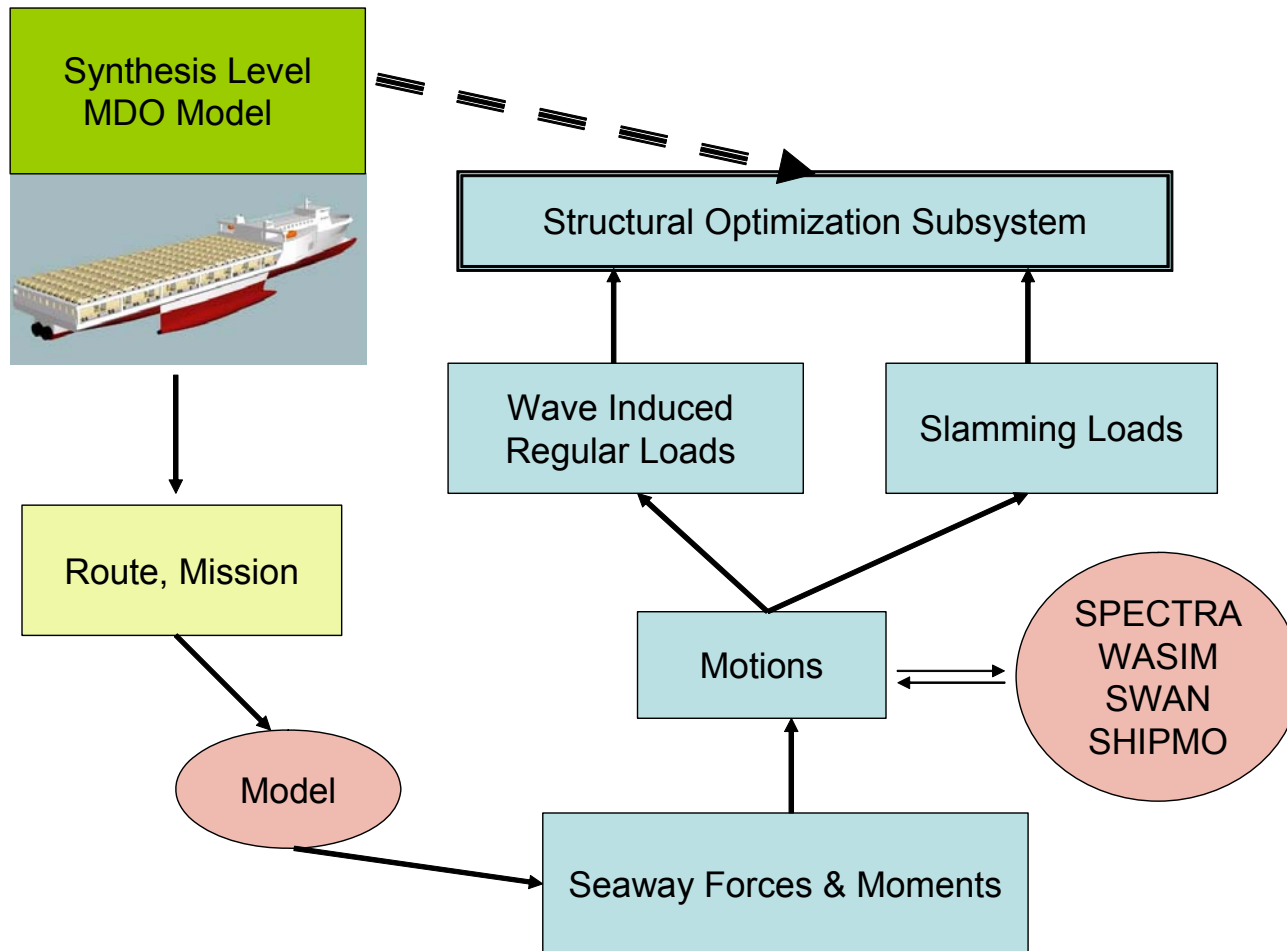 Synthesis Level
MDO Model
Structural Optimization Subsystem
Wave Induced
Regular Loads
Slamming Loads
Route, Mission
Motions
SPECTRA
WASIM
SWAN
SHIPMO
Model
Seaway Forces & Moments